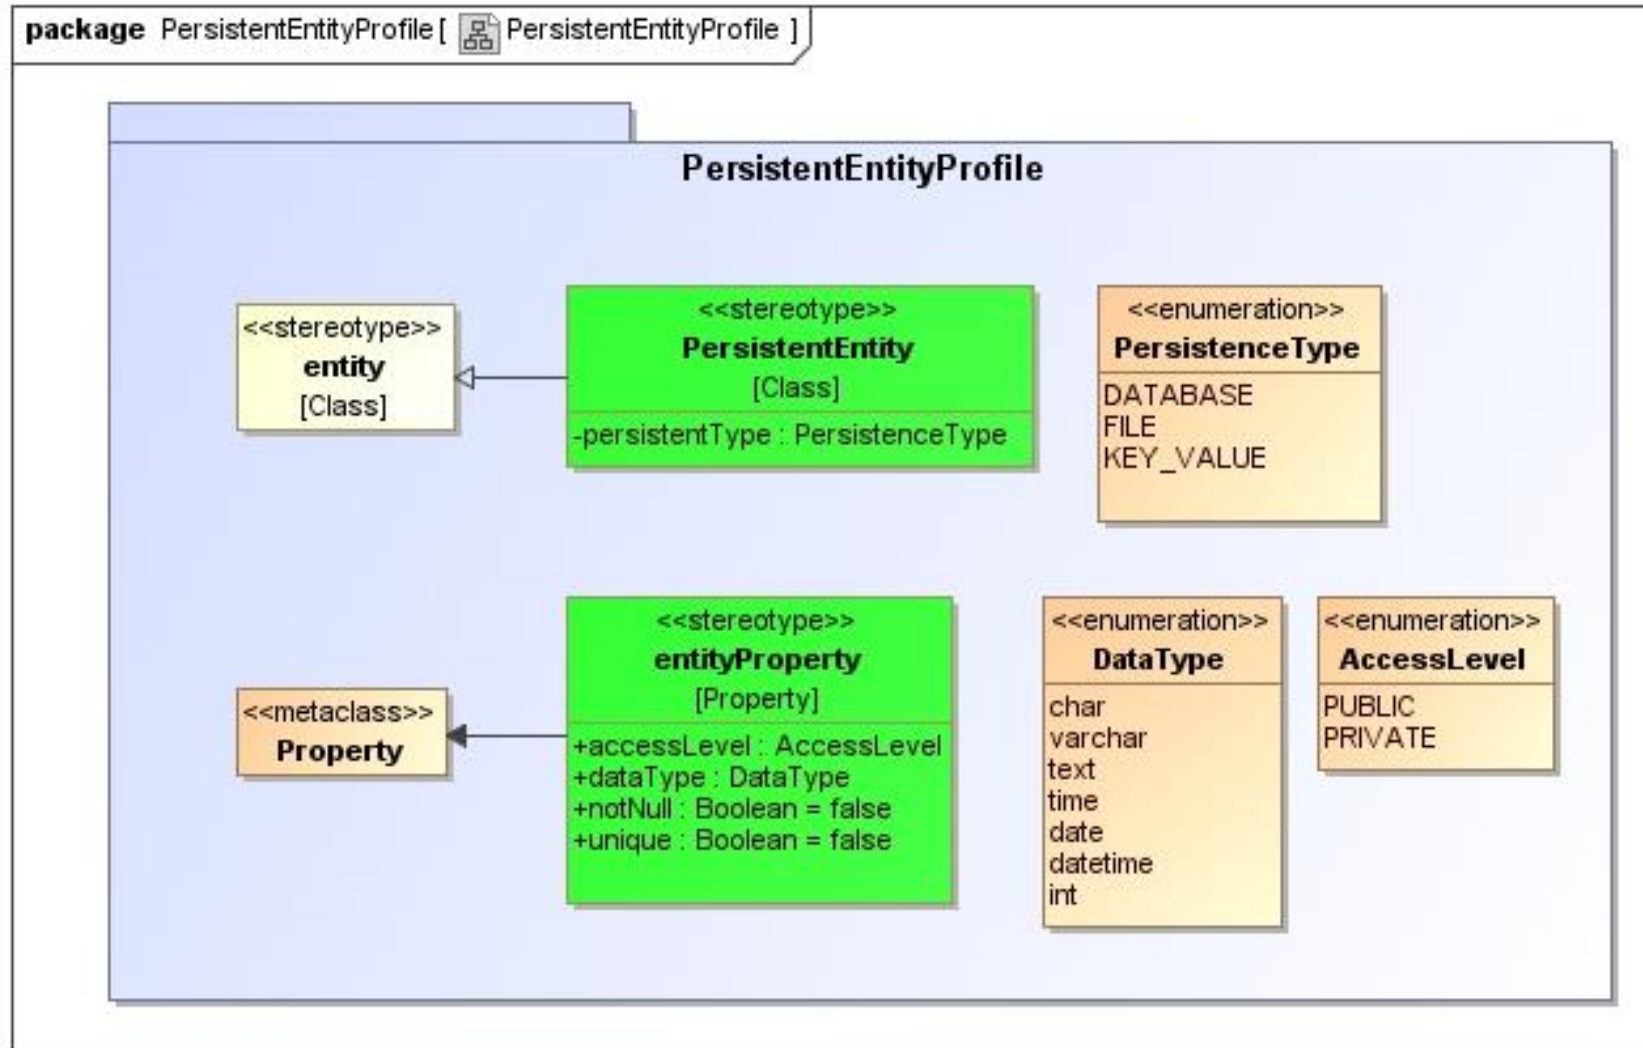 package PersistentEntityProfile [ PersistentEntityProfile ]
PersistentEntityProfile
<<stereotype>>
entity
[Class]
<<stereotype>>
PersistentEntity
[Class]
-persistentType : PersistenceType
<<enumeration>>
PersistenceType
DATABASE
FILE
KEY_VALUE
<<metaclass>>
Property
<<stereotype>>
entityProperty
[Property]
+accessLevel : AccessLevel
+dataType : DataType
+notNull : Boolean = false
+unique : Boolean = false
<<enumeration>>
DataType
char
varchar
text
time
date
datetime
int
<<enumeration>>
AccessLevel
PUBLIC
PRIVATE